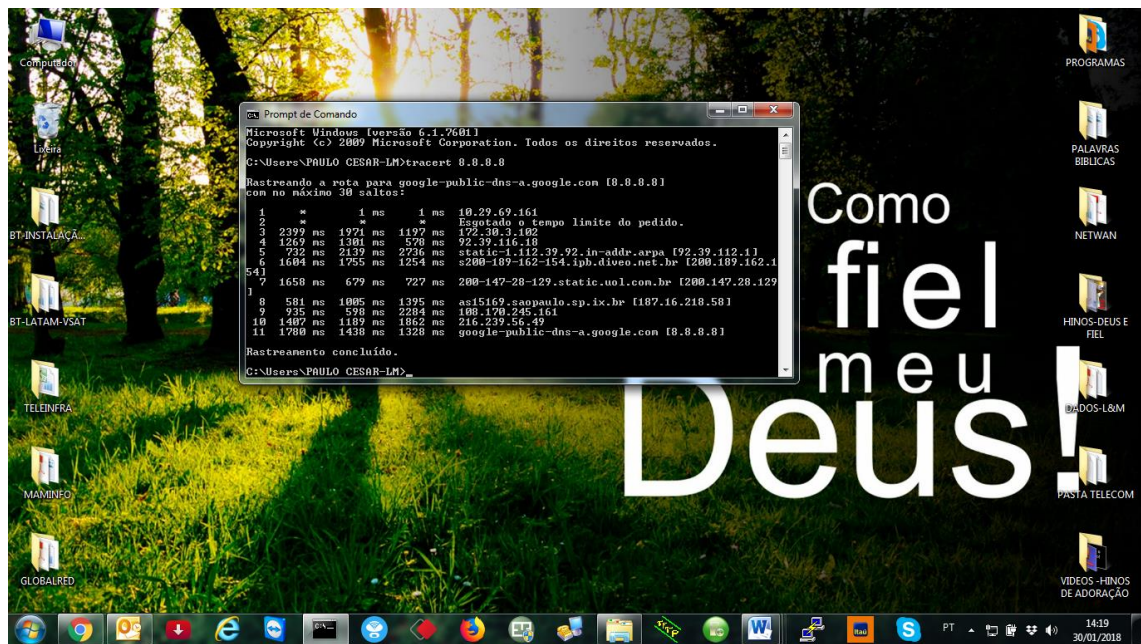 Computador
Lixeira
BT-INSTALAÇÃ...
BT-LATAM-VSAT
TELEINFRA
MAMINFO
GLOBALRED
Prompt de Comando
Microsoft Windows [versão 6.1.7601]
Copyright (c) 2009 Microsoft Corporation. Todos os direitos reservados.
C:\Users\PAULO CESAR-LM>tracert 8.8.8.8
Rastreando a rota para google-public-dns-a.google.com [8.8.8.8]
com no máximo 30 saltos:
1 * 1 ms 1 ms 10.29.69.161
2 * * * Esgotado o tempo limite do pedido.
3 2399 ms 1971 ms 1197 ms 172.30.3.102
4 1269 ms 1301 ms 578 ms 92.39.116.18
5 732 ms 2139 ms 2736 ms static-1.112.39.92.in-addr.arpa [92.39.112.1]
6 1604 ms 1755 ms 1254 ms s200-189-162-154.ipb.diveo.net.br [200.189.162.1
54]
7 1658 ms 679 ms 727 ms 200-147-28-129.static.uol.com.br [200.147.28.129
]
8 581 ms 1005 ms 1395 ms as15169.saopaulo.sp.ix.br [187.16.218.58]
9 935 ms 598 ms 2284 ms 108.170.245.161
10 1407 ms 1189 ms 1862 ms 216.239.56.49
11 1780 ms 1438 ms 1328 ms google-public-dns-a.google.com [8.8.8.8]
Rastreamento concluído.
C:\Users\PAULO CESAR-LM>_
Como
fiel
meu
Deus!
PROGRAMAS
PALAVRAS
BIBLICAS
NETWAN
HINOS-DEUS E
FIEL
DADOS-L&M
PASTA TELECOM
VIDEOS -HINOS
DE ADORAÇÃO
Itaú
PT
14:19
30/01/2018